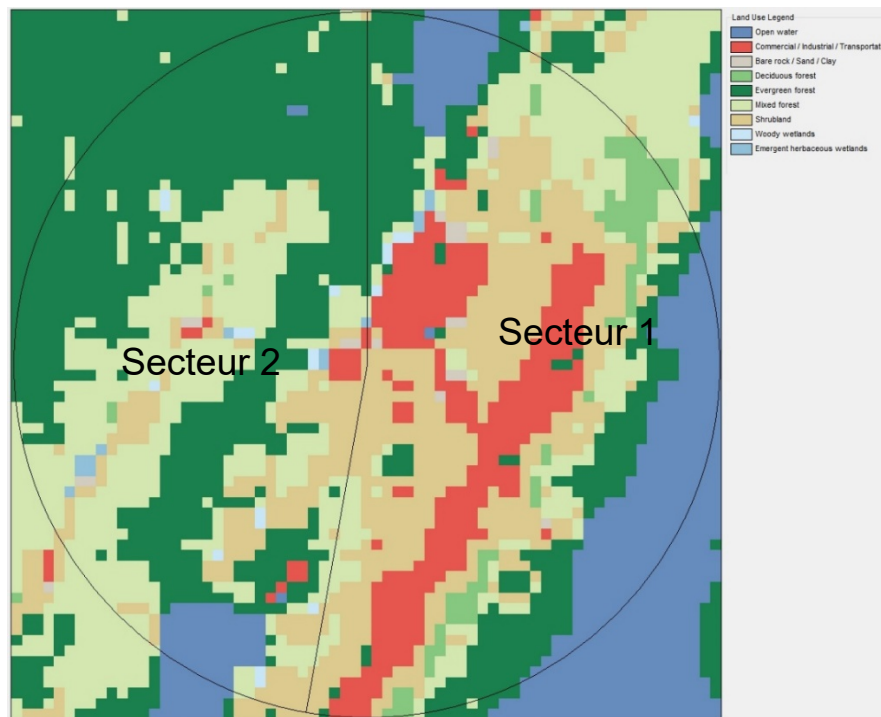 Land Use Legend
Open water
Commercial / Industrial / Transportat
Bare rock / Sand / Clay
Deciduous forest
Evergreen forest
Mixed forest
Shrubland
Woody wetlands
Emergent herbaceous wetlands
Secteur 1
Secteur 2